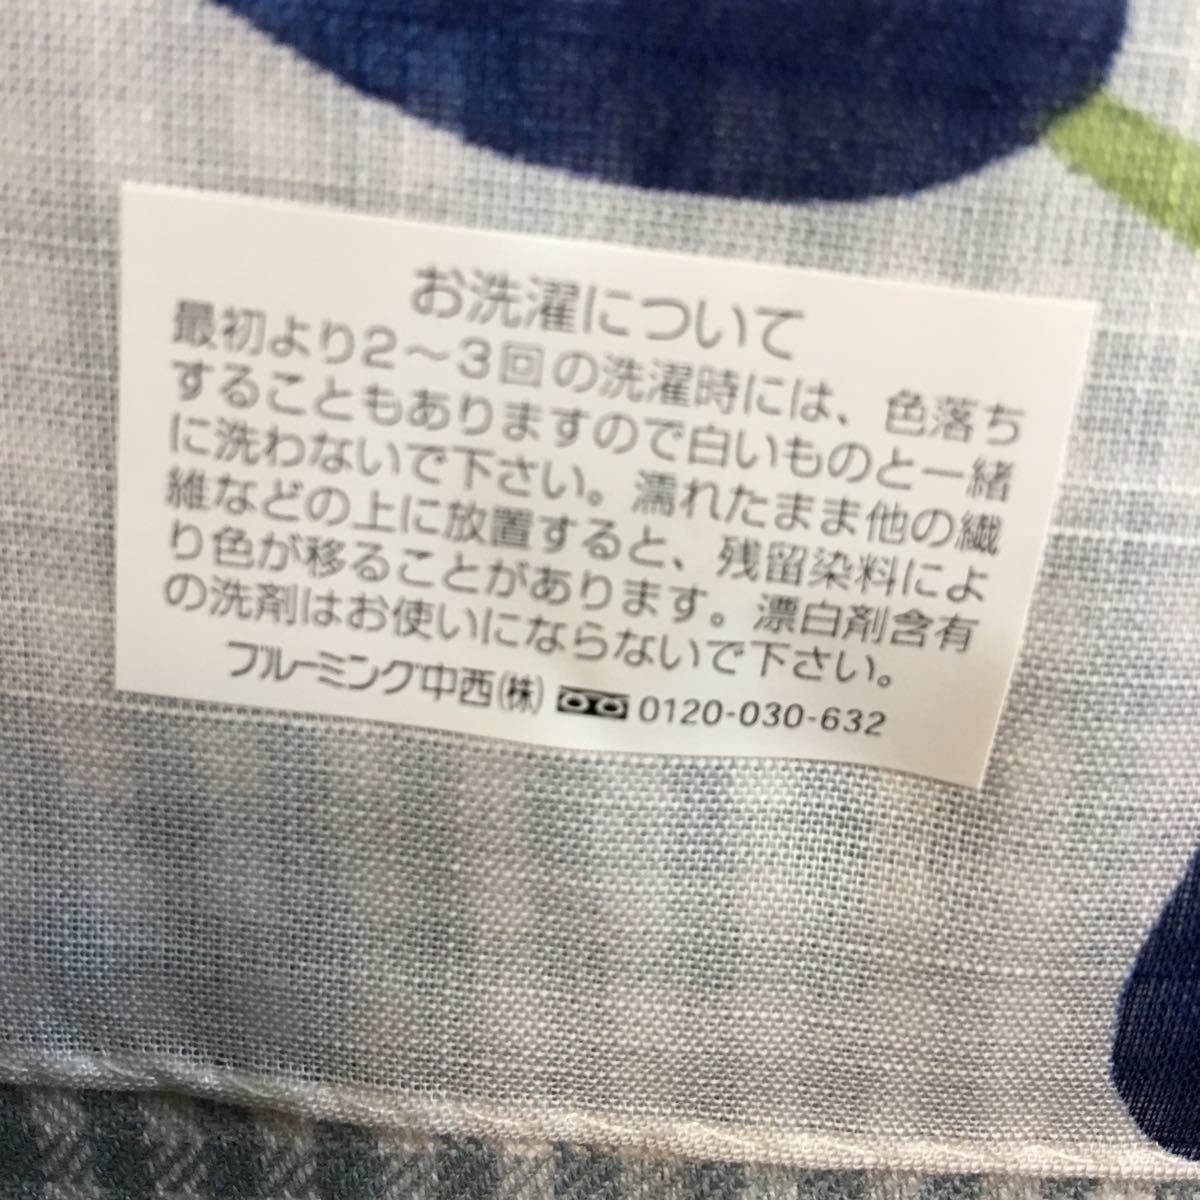 お洗濯について
最初より2〜3回の洗濯時には、色落ち
することもありますので白いものと一緒
に洗わないで下さい。濡れたまま他の繊
維などの上に放置すると、残留染料によ
り色が移ることがあります。漂白剤含有
の洗剤はお使いにならないで下さい。
ブルーミング中西(株) 0120-030-632